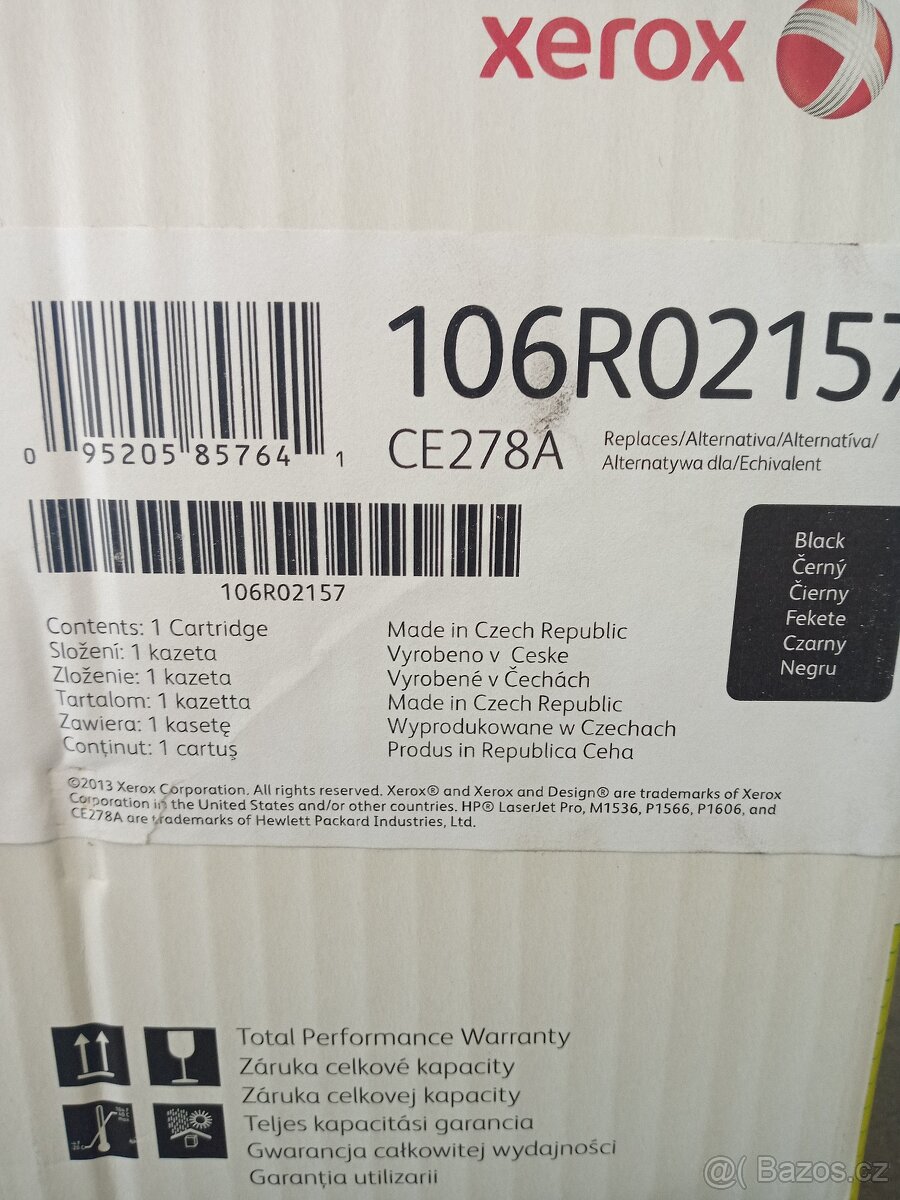 xerox
106R02157
0 95205 85764 1
CE278A
Replaces/Alternativa/Alternatíva/
Alternatywa dla/Echivalent
106R02157
Black
Černý
Čierny
Fekete
Czarny
Negru
Contents: 1 Cartridge
Složení: 1 kazeta
Zloženie: 1 kazeta
Tartalom: 1 kazetta
Zawiera: 1 kasetę
Conținut: 1 cartuș
Made in Czech Republic
Vyrobeno v Ceske
Vyrobené v Čechách
Made in Czech Republic
Wyprodukowane w Czechach
Produs in Republica Ceha
©2013 Xerox Corporation. All rights reserved. Xerox® and Xerox and Design® are trademarks of Xerox
Corporation in the United States and/or other countries. HP® LaserJet Pro, M1536, P1566, P1606, and
CE278A are trademarks of Hewlett Packard Industries, Ltd.
Total Performance Warranty
Záruka celkové kapacity
Záruka celkovej kapacity
Teljes kapacitási garancia
Gwarancja całkowitej wydajności
Garanția utilizarii
@( Bazos.cz